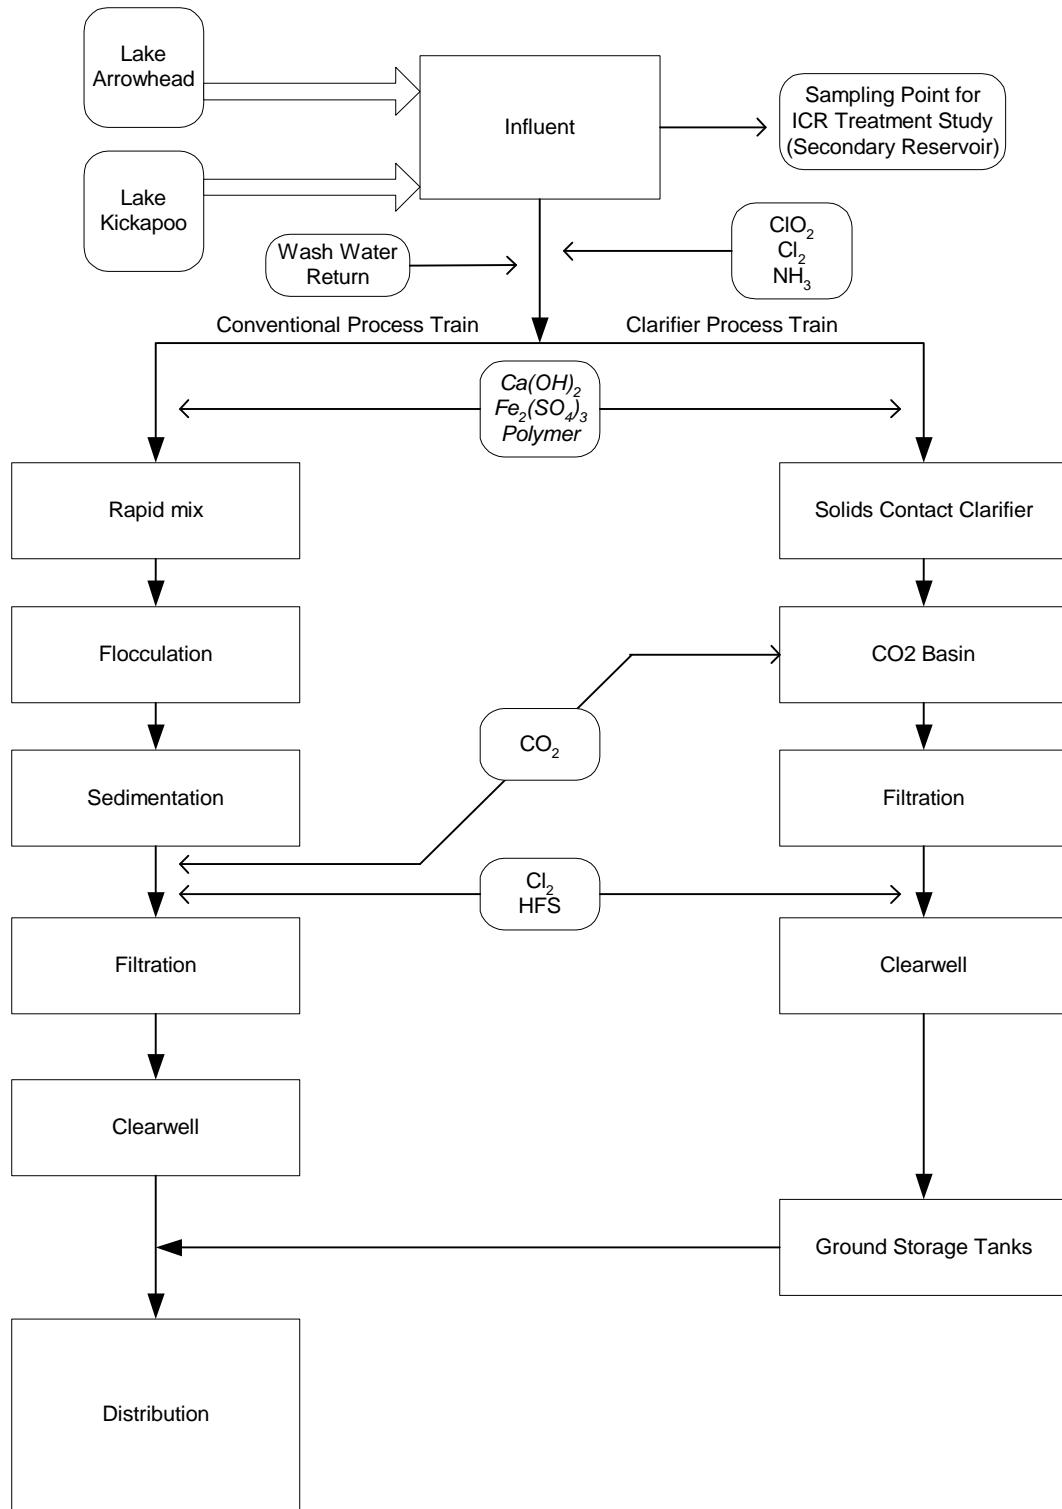 Lake
Arrowhead
Influent
Sampling Point for
ICR Treatment Study
(Secondary Reservoir)
Lake
Kickapoo
Wash Water
Return
ClO₂
Cl₂
NH₃
Conventional Process Train
Clarifier Process Train
Ca(OH)₂
Fe₂(SO₄)₃
Polymer
Rapid mix
Solids Contact Clarifier
Flocculation
CO2 Basin
CO₂
Sedimentation
Filtration
Cl₂
HFS
Filtration
Clearwell
Clearwell
Ground Storage Tanks
Distribution